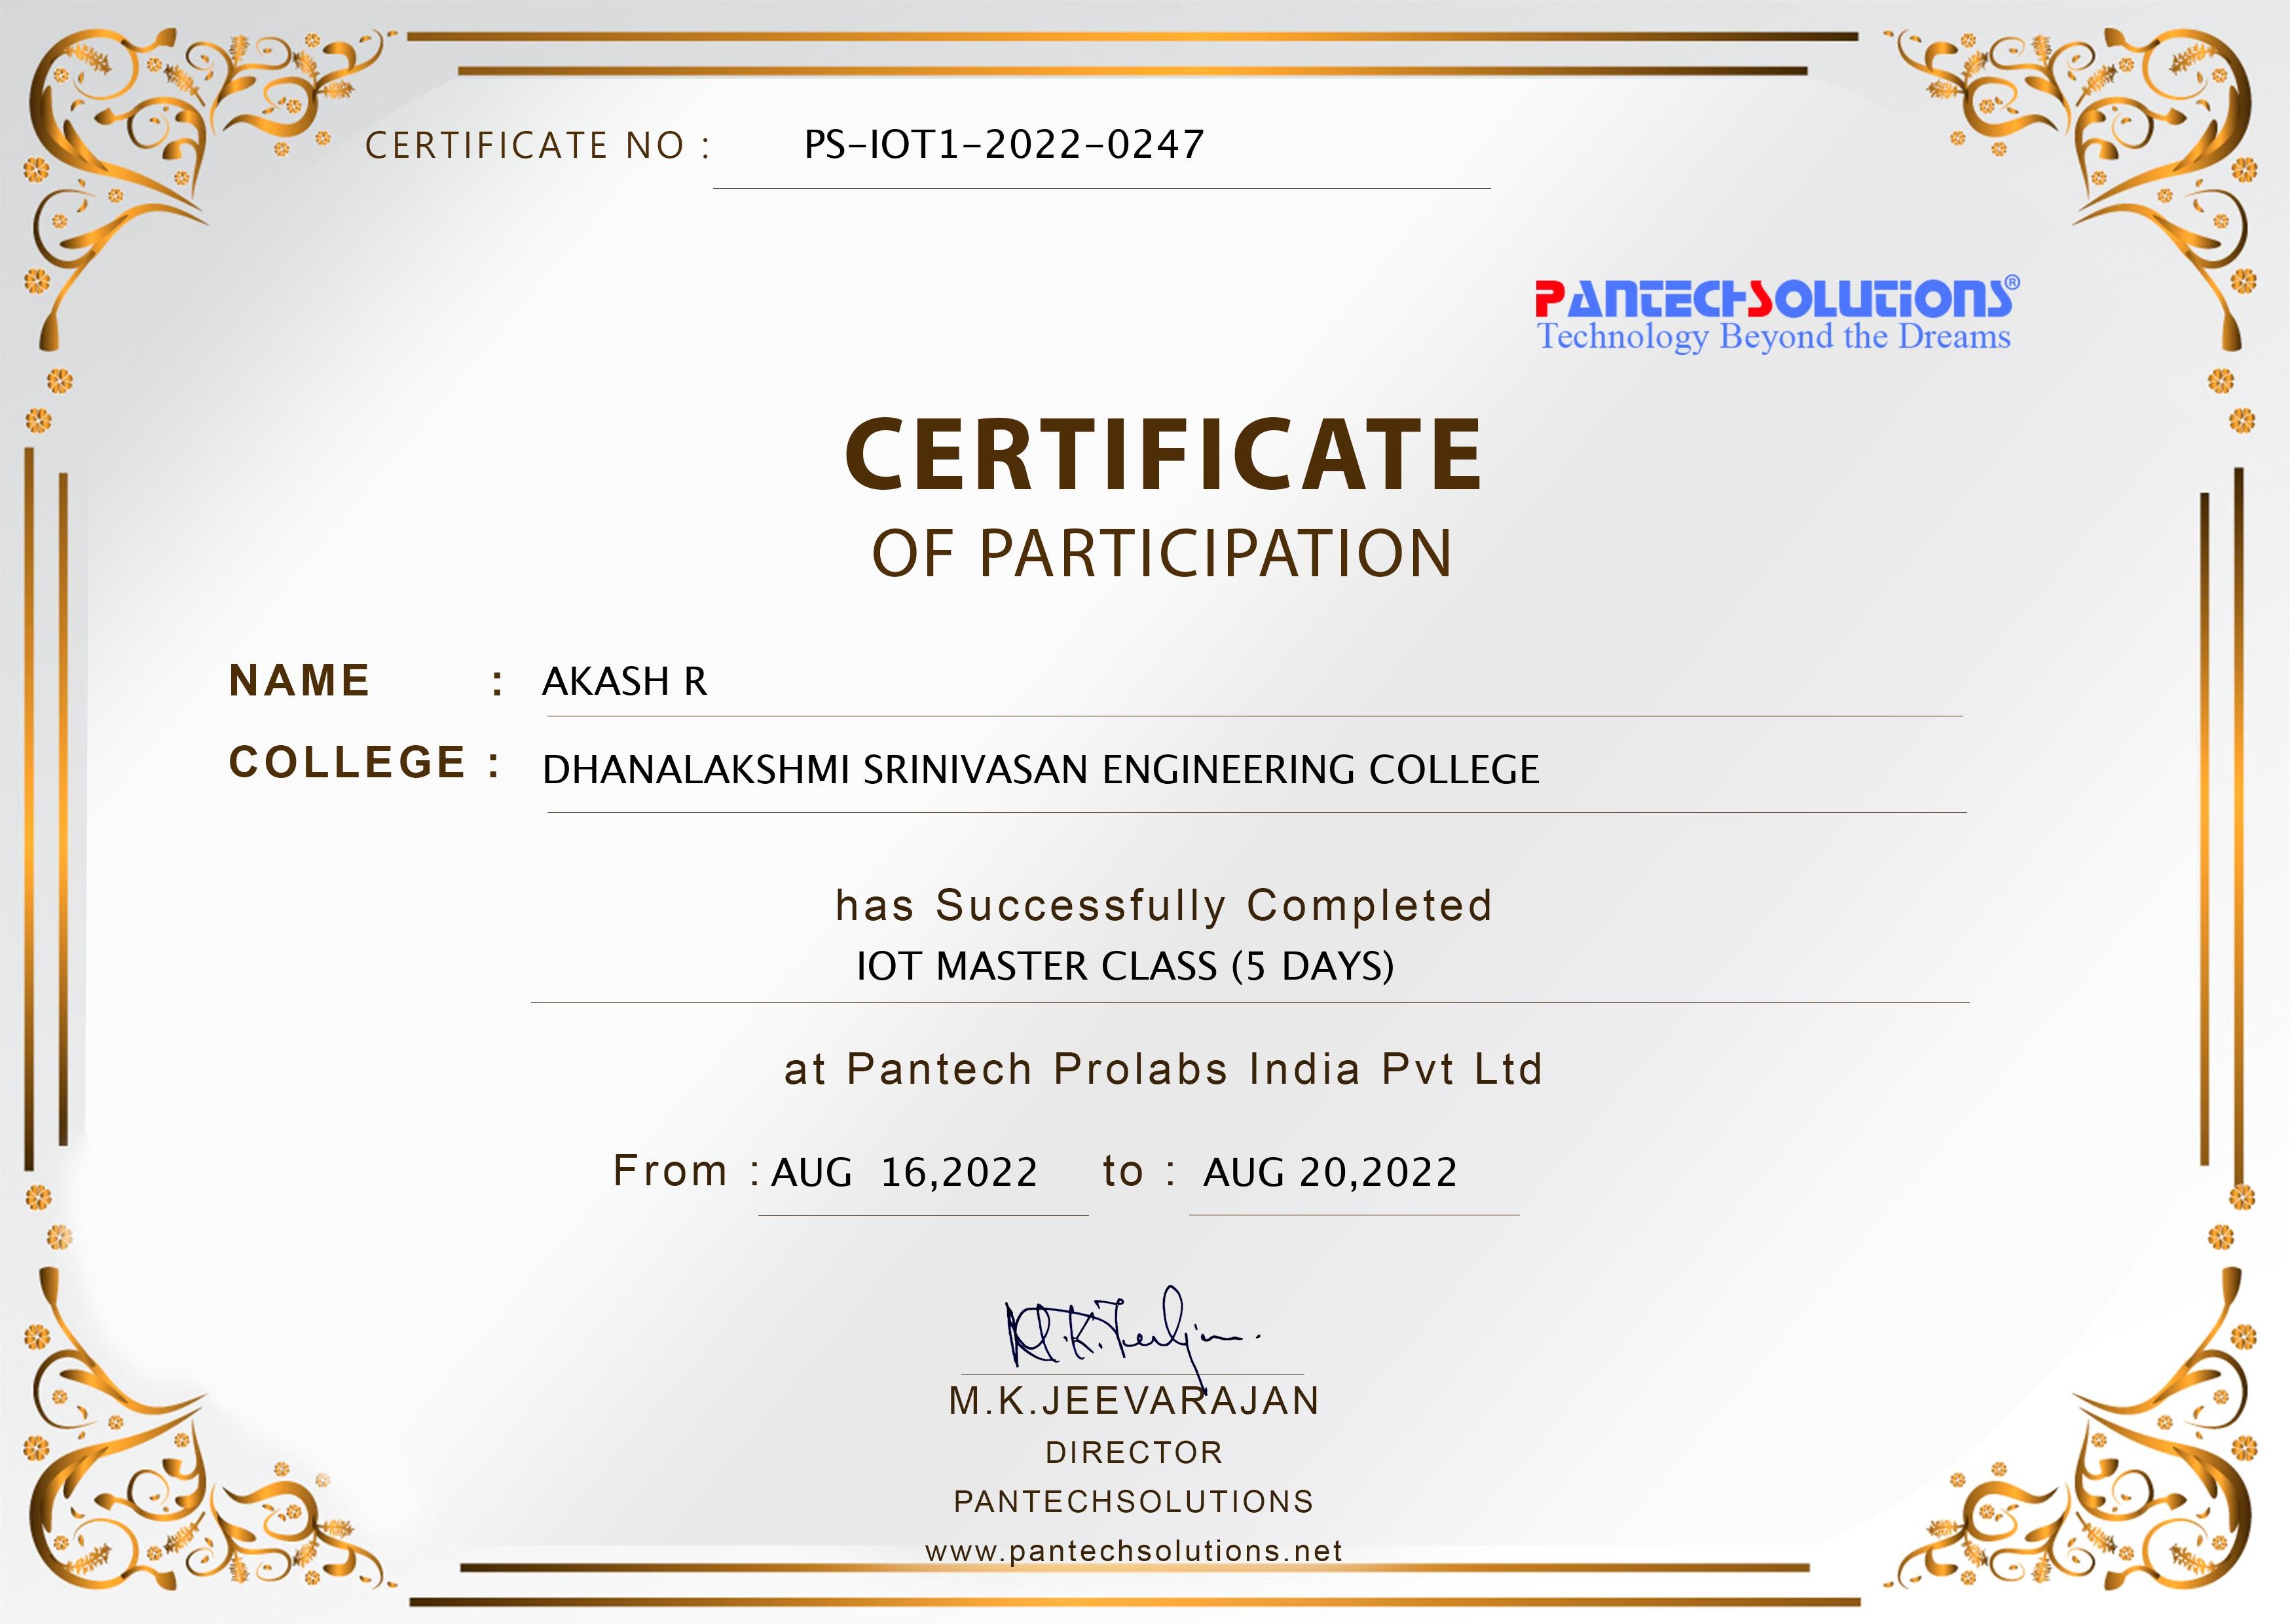 CERTIFICATE NO : PS-IOT1-2022-0247
PANTECHSOLUTIONS®
Technology Beyond the Dreams
CERTIFICATE
OF PARTICIPATION
NAME : AKASH R
COLLEGE : DHANALAKSHMI SRINIVASAN ENGINEERING COLLEGE
has Successfully Completed
IOT MASTER CLASS (5 DAYS)
at Pantech Prolabs India Pvt Ltd
From : AUG 16,2022 to : AUG 20,2022
M.K.JEEVARAJAN
DIRECTOR
PANTECHSOLUTIONS
www.pantechsolutions.net